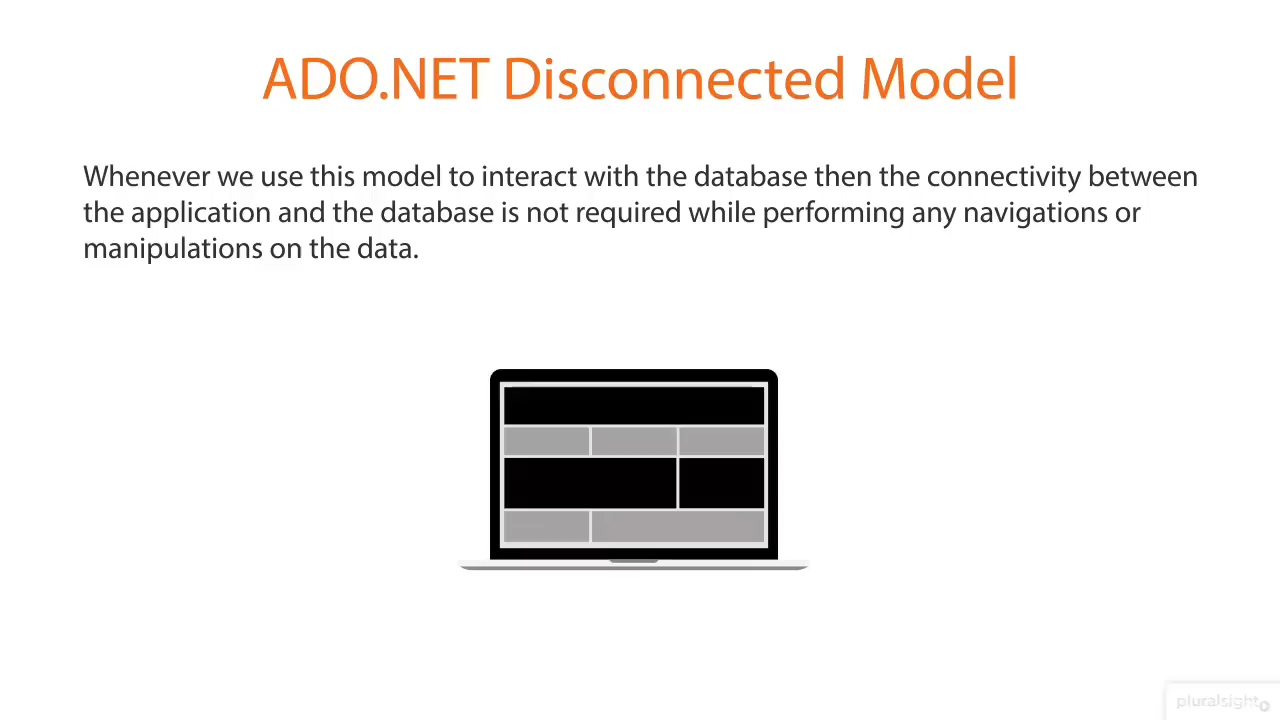 ADO.NET Disconnected Model
Whenever we use this model to interact with the database then the connectivity between
the application and the database is not required while performing any navigations or
manipulations on the data.
pluralsight